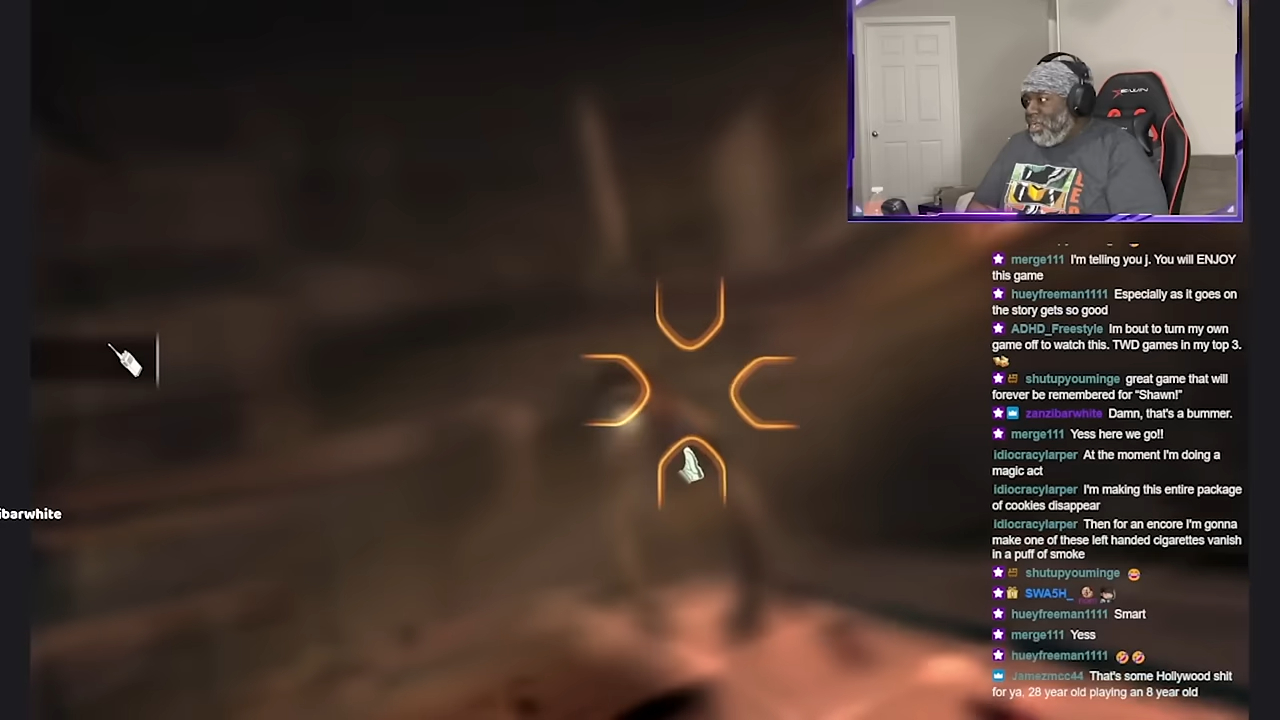 merge111 I'm telling you j. You will ENJOY
this game
hueyfreeman1111 Especially as it goes on
the story gets so good
ADHD_Freestyle Im bout to turn my own
game off to watch this. TWD games in my top 3.
shutupyouminge great game that will
forever be remembered for “Shawn!”
zanzibarwhite Damn, that's a bummer.
merge111 Yess here we go!!
idiocracylarper At the moment I'm doing a
magic act
idiocracylarper I'm making this entire package
of cookies disappear
idiocracylarper Then for an encore I'm gonna
make one of these left handed cigarettes vanish
in a puff of smoke
shutupyouminge
SWA5H_
hueyfreeman1111 Smart
merge111 Yess
hueyfreeman1111
Jamezmcc44 That's some Hollywood shit
for ya, 28 year old playing an 8 year old
ibarwhite